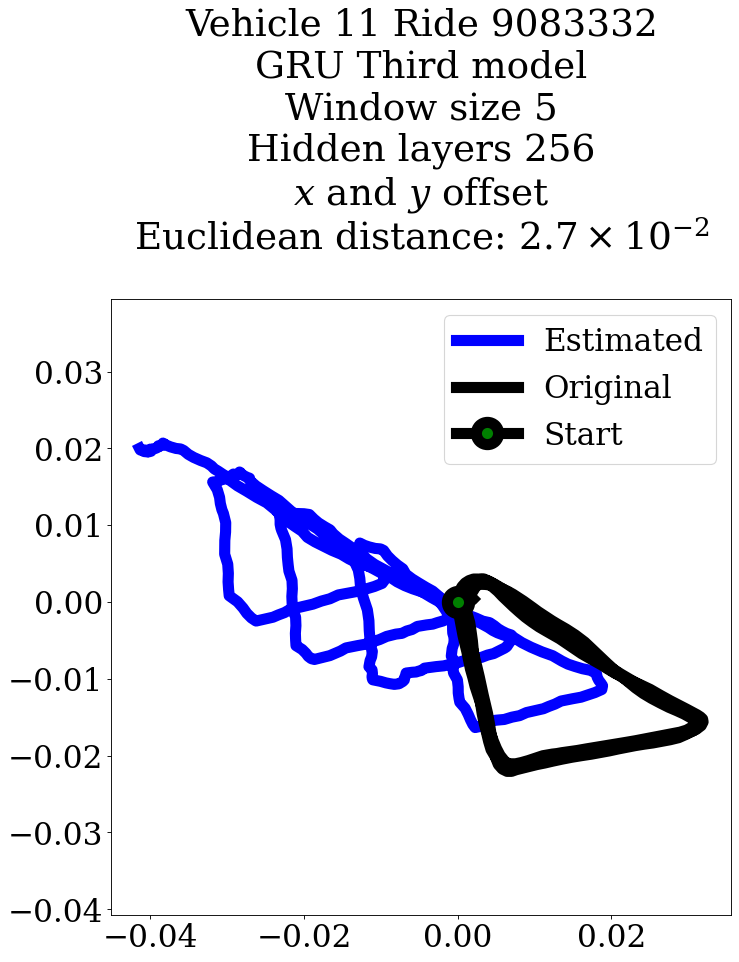 Vehicle 11 Ride 9083332
GRU Third model
Window size 5
Hidden layers 256
x and y offset
Euclidean distance: 2.7 × 10⁻²
Estimated
Original
Start
0.03
0.02
0.01
0.00
−0.01
−0.02
−0.03
−0.04
−0.04 −0.02 0.00 0.02